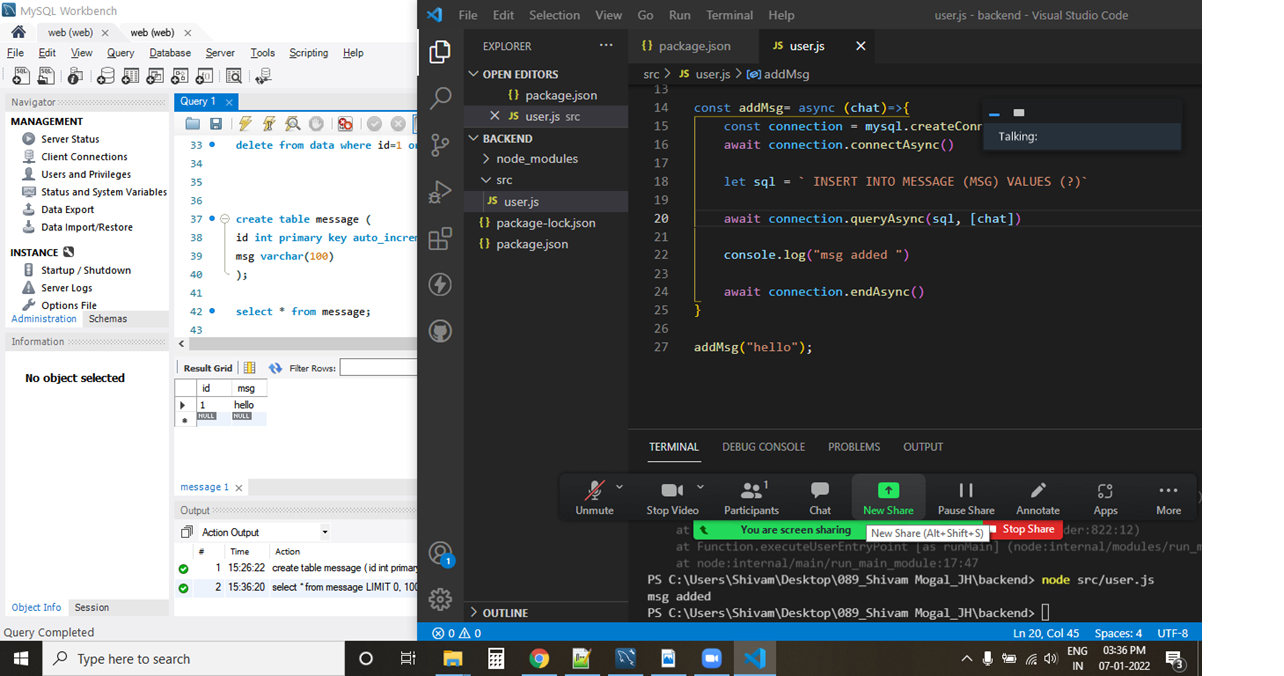 MySQL Workbench
web (web) ×
web (web) ×
File Edit View Query Database Server Tools Scripting Help
Navigator
MANAGEMENT
Server Status
Client Connections
Users and Privileges
Status and System Variables
Data Export
Data Import/Restore
INSTANCE
Startup / Shutdown
Server Logs
Options File
Administration Schemas
Information
No object selected
Object Info Session
Query Completed
Query 1 ×
33 delete from data where id=1 or
34
35
36
37 create table message (
38 id int primary key auto_increm
39 msg varchar(100)
40 );
41
42 select * from message;
43
Result Grid Filter Rows:
id msg
1 hello
NULL NULL
message 1 ×
Output
Action Output
# Time Action
1 15:26:22 create table message ( id int primary
2 15:36:20 select * from message LIMIT 0, 100
File Edit Selection View Go Run Terminal Help
user.js - backend - Visual Studio Code
EXPLORER ...
OPEN EDITORS
{} package.json
× JS user.js src
BACKEND
> node_modules
src
JS user.js
{} package-lock.json
{} package.json
> OUTLINE
{} package.json
JS user.js ×
src > JS user.js > addMsg
13
14 const addMsg= async (chat)=>{
15 const connection = mysql.createConn
16 await connection.connectAsync()
17
18 let sql = ` INSERT INTO MESSAGE (MSG) VALUES (?)`
19
20 await connection.queryAsync(sql, [chat])
21
22 console.log("msg added ")
23
24 await connection.endAsync()
25 }
26
27 addMsg("hello");
Talking:
TERMINAL DEBUG CONSOLE PROBLEMS OUTPUT
Unmute Stop Video Participants 1 Chat New Share Pause Share Annotate Apps More
You are screen sharing Stop Share
New Share (Alt+Shift+S)
at der:822:12)
at Function.executeUserEntryPoint [as runMain] (node:internal/modules/run_m
at node:internal/main/run_main_module:17:47
PS C:\Users\Shivam\Desktop\089_Shivam Mogal_JH\backend> node src/user.js
msg added
PS C:\Users\Shivam\Desktop\089_Shivam Mogal_JH\backend>
1
0 0 Ln 20, Col 45 Spaces: 4 UTF-8
Type here to search
ENG
IN
03:36 PM
07-01-2022
3